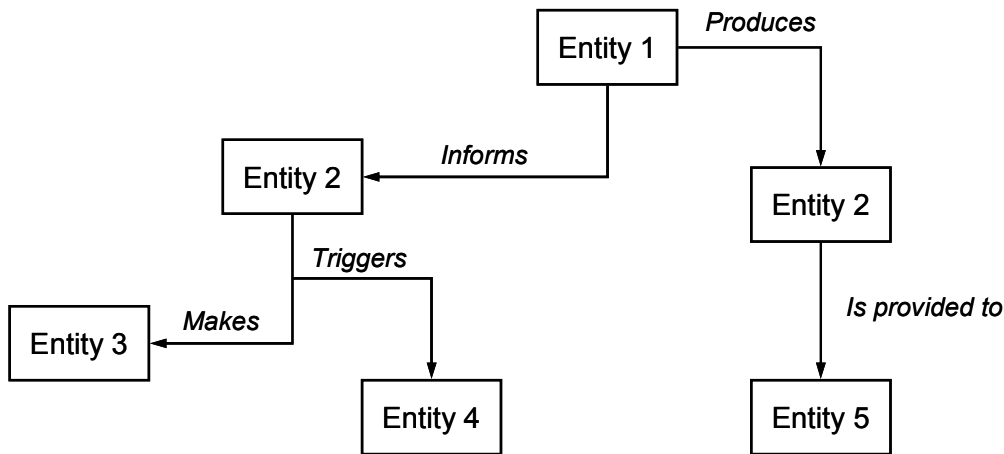 Produces
Entity 1
Informs
Entity 2
Entity 2
Triggers
Is provided to
Makes
Entity 3
Entity 4
Entity 5